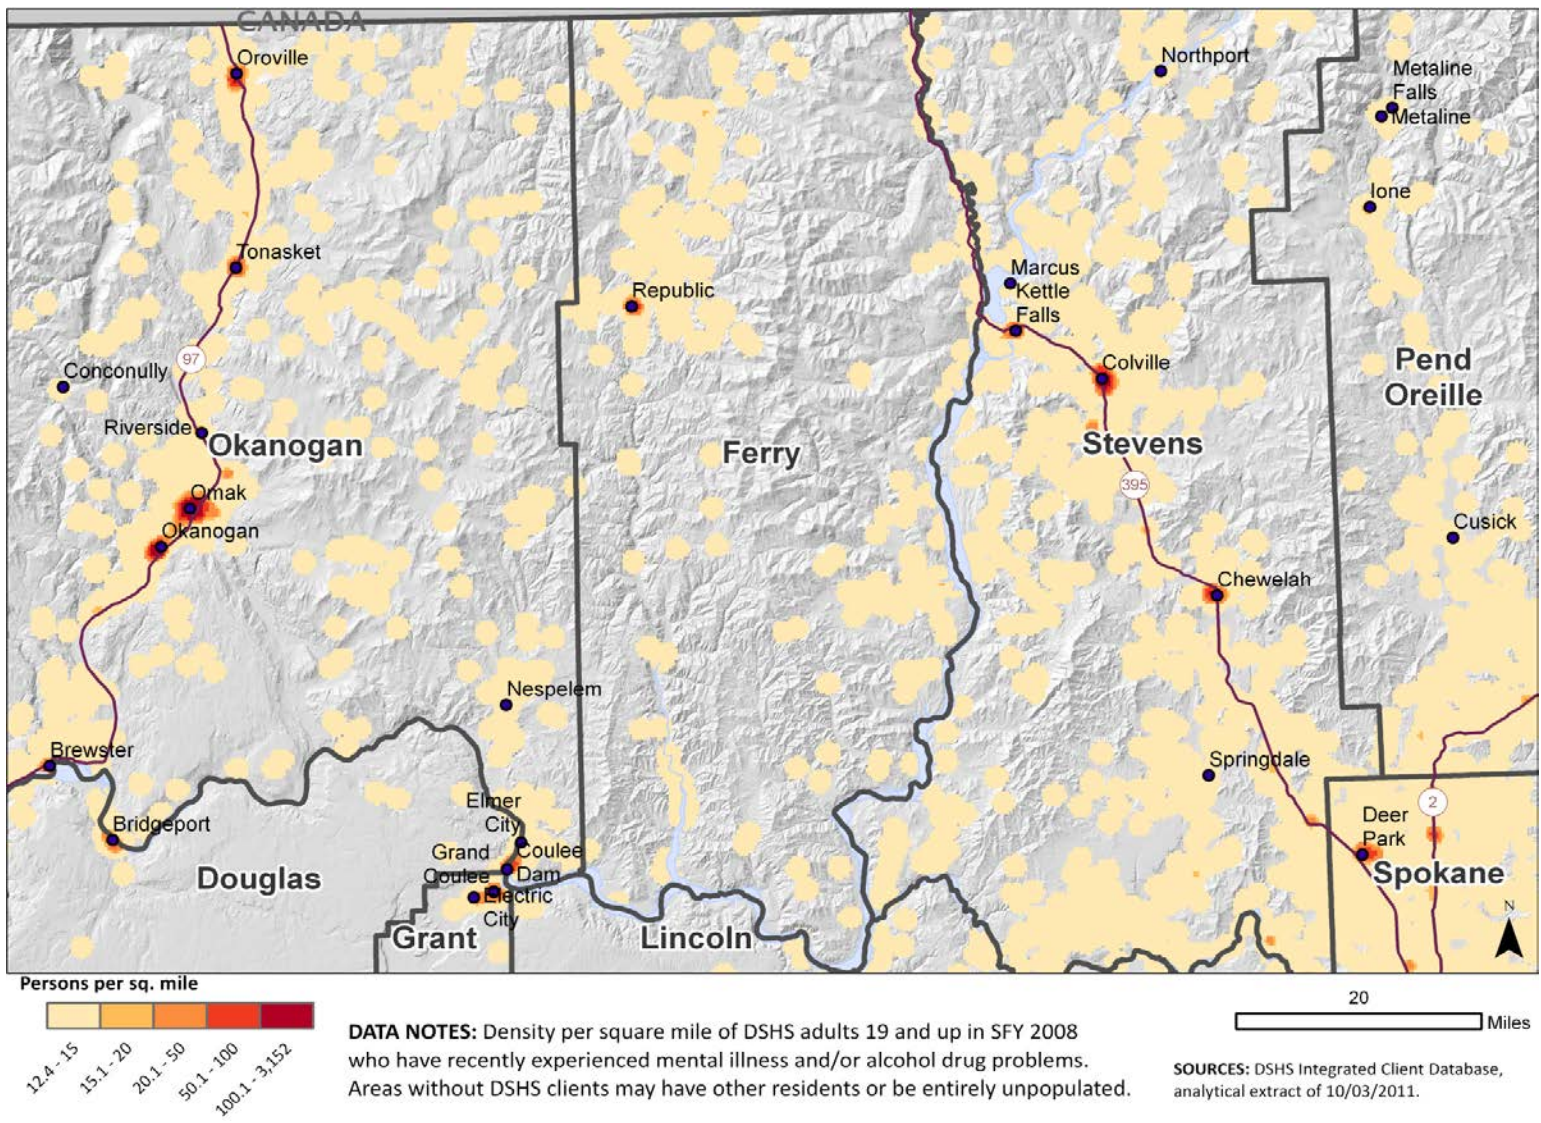 CANADA
Oroville
Northport
Metaline
Falls
Metaline
Ione
Tonasket
Marcus
Kettle
Falls
Republic
97
Conconully
Colville
Pend
Oreille
Riverside
Okanogan
Ferry
Stevens
395
Omak
Okanogan
Cusick
Chewelah
Nespelem
Brewster
Springdale
2
Elmer
City
Bridgeport
Deer
Park
Grand
Coulee
Coulee
Dam
Electric
City
Douglas
Spokane
Grant
Lincoln
N
Persons per sq. mile
12.4 - 15
15.1 - 20
20.1 - 50
50.1 - 100
100.1 - 3,152
20
Miles
DATA NOTES: Density per square mile of DSHS adults 19 and up in SFY 2008
who have recently experienced mental illness and/or alcohol drug problems.
Areas without DSHS clients may have other residents or be entirely unpopulated.
SOURCES: DSHS Integrated Client Database,
analytical extract of 10/03/2011.